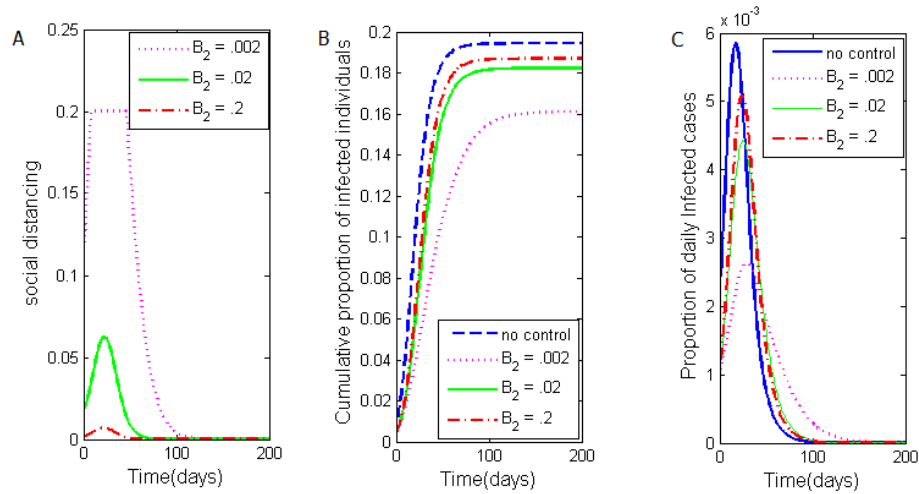 A
0.25
0.2
0.15
0.1
0.05
0
social distancing
B₂ = .002
B₂ = .02
B₂ = .2
0
100
200
Time(days)
B
0.2
0.18
0.16
0.14
0.12
0.1
0.08
0.06
0.04
0.02
0
Cumulative proportion of infected individuals
no control
B₂ = .002
B₂ = .02
B₂ = .2
0
100
200
Time(days)
C
x 10⁻³
6
5
4
3
2
1
0
Proportion of daily Infected cases
no control
B₂ = .002
B₂ = .02
B₂ = .2
0
100
200
Time(days)